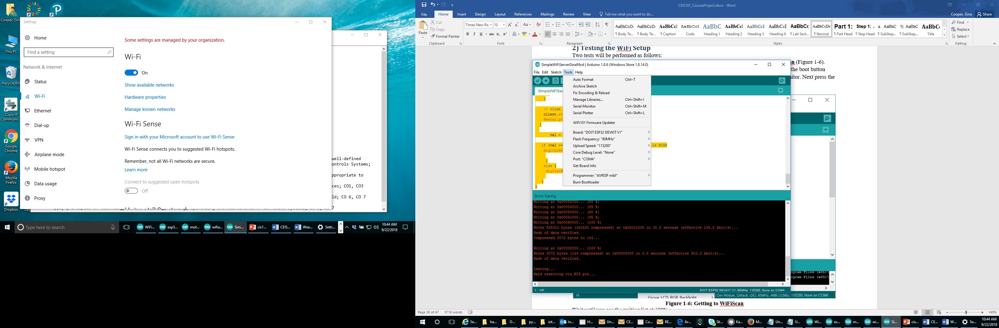 Cooper, Gin
This PC
Recycle Bin
Cisco IP
Communic...
Google
Chrome
Mozilla
Firefox
Dropbox
Settings
Home
Find a setting
Network & Internet
Status
Wi-Fi
Ethernet
Dial-up
VPN
Airplane mode
Mobile hotspot
Data usage
Proxy
Some settings are managed by your organization.
Wi-Fi
On
Show available networks
Hardware properties
Manage known networks
Wi-Fi Sense
Sign in with your Microsoft account to use Wi-Fi Sense
Wi-Fi Sense connects you to suggested Wi-Fi hotspots.
Remember, not all Wi-Fi networks are secure.
Learn more
Connect to suggested open hotspots
Off
well-defined
ontrols Systems;
ppropriate to
ces; CO1, CO3
ld; CO 6, CO 7
Type here to search
WiFi...
esp3...
mot...
wifia...
Sim...
cis1...
CEIS...
Wee...
Setti...
10:44 AM
9/22/2018
CEIS101_CourseProject.docx - Word
File Home Insert Design Layout References Mailings Review View Tell me what you want to do...
Cooper, Gina Share
Paste
Cut
Copy
Format Painter
Clipboard
Times New Ro 10
Font
Paragraph
AaBbCcDc AaBbCcDc AaBbCcI AaBbCcI AaBbC AaBbCcI AaBbCcI AaBbCcI AaBbCc AaBbCcDd Part 1: Step 1: a. AaBbC 1) AaBbC AaBbCc
¶ Body Te... ¶ Body Te... ¶ Caption Code Heading 1 Heading 2 Heading 3 Heading 6 ¶ Lab Sect... ¶ Normal ¶ Part Head ¶ Step Head ¶ SubStep... ¶ SubStep... Title
Styles
Find
Replace
Select
Editing
2) Testing the WiFi Setup
Two tests will be performed as follows:
n (Figure 1-6).
the boot button
itor. Next press the
SimpleWiFiServerGinaMod | Arduino 1.8.6 (Windows Store 1.8.14.0)
File Edit Sketch Tools Help
SimpleWiFiSer
Auto Format Ctrl+T
Archive Sketch
Fix Encoding & Reload
Manage Libraries... Ctrl+Shift+I
Serial Monitor Ctrl+Shift+M
Serial Plotter Ctrl+Shift+L
WiFi101 Firmware Updater
Board: "DOIT ESP32 DEVKIT V1"
Flash Frequency: "80MHz"
Upload Speed: "115200"
Core Debug Level: "None"
Port: "COM4"
Get Board Info
Programmer: "AVRISP mkII"
Burn Bootloader
}
// close
client.st
Serial.pr
}
val =
if (val == is HIGH
digitalWr
}
else {
digitalW
}
}
Done Saving.
Writing at 0x00050000... (80 %)
Writing at 0x00054000... (85 %)
Writing at 0x00058000... (90 %)
Writing at 0x0005c000... (95 %)
Writing at 0x00060000... (100 %)
Wrote 555312 bytes (340523 compressed) at 0x00010000 in 30.5 seconds (effective 145.5 kbit/s)...
Hash of data verified.
Compressed 3072 bytes to 144...
Writing at 0x00008000... (100 %)
Wrote 3072 bytes (144 compressed) at 0x00008000 in 0.0 seconds (effective 910.2 kbit/s)...
Hash of data verified.
Leaving...
Hard resetting via RTS pin...
1 - 147
DOIT ESP32 DEVKIT V1, 80MHz, 115200, None on COM4
ogram Files (x86)\
ogram Files (x86)\
18
Grove LCD RGB Backlight
2 Dev Module, Default, QIO, 80MHz, 4MB (32Mb), 115200, None on COM6
Figure 1-6: Getting to WiFiScan
Page 38 of 47 5716 words
140%
Se... ha... O... py... iot... In... H... Un... CE... Co... RE... Ar... Sk... Ka... M... Un... U... Wi... es... m... wi... Si... cis... CE... W... Se...
10:44 AM
9/22/2018